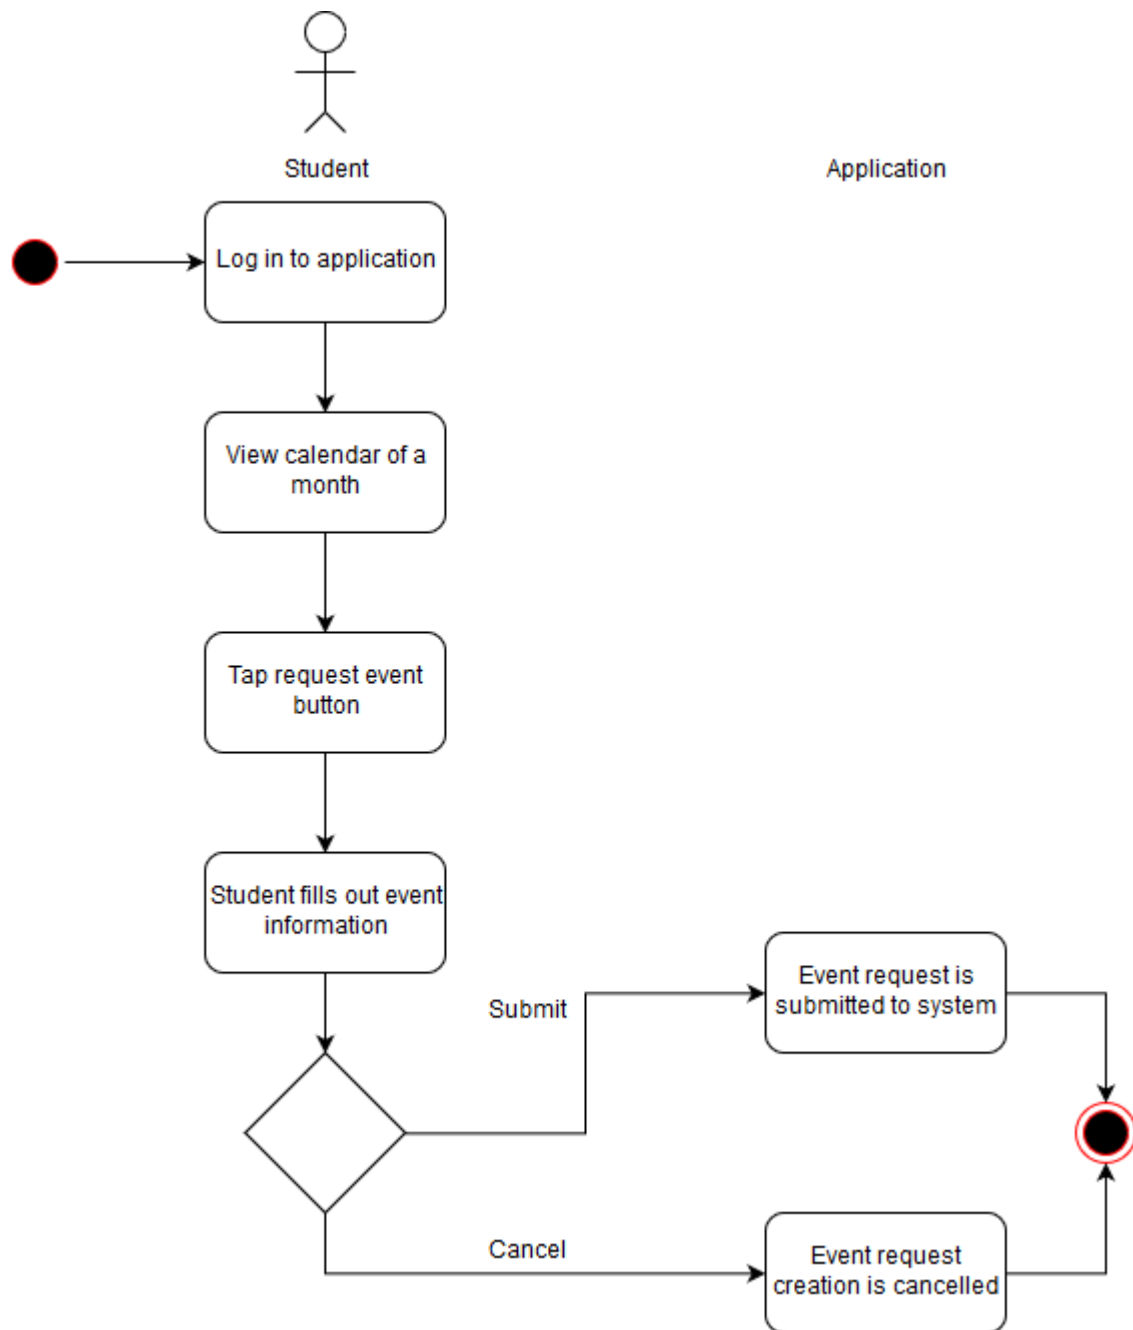 Student
Application
Log in to application
View calendar of a
month
Tap request event
button
Student fills out event
information
Submit
Event request is
submitted to system
Cancel
Event request
creation is cancelled